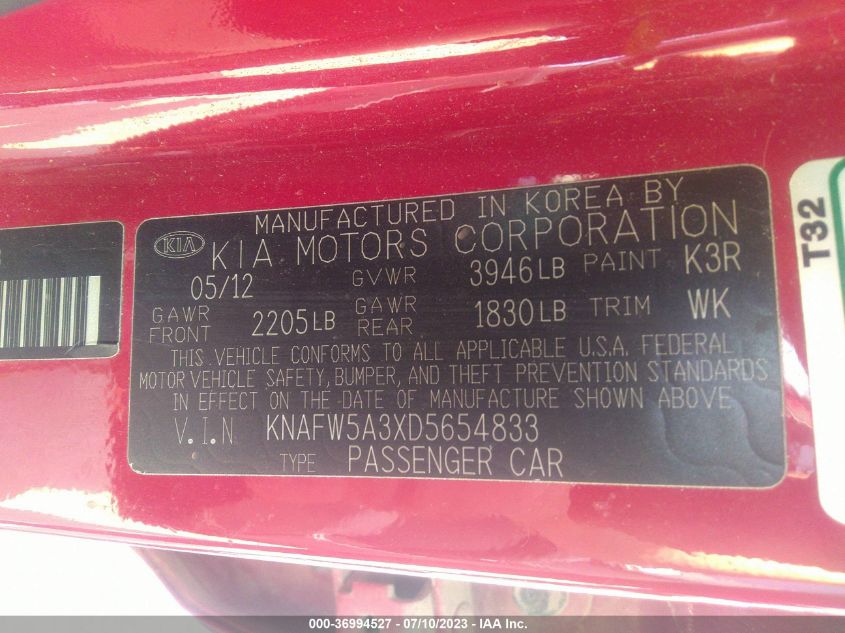 MANUFACTURED IN KOREA BY
KIA KIA MOTORS CORPORATION
05/12 GVWR 3946LB PAINT K3R
GAWR FRONT 2205LB GAWR REAR 1830LB TRIM WK
THIS VEHICLE CONFORMS TO ALL APPLICABLE U.S.A. FEDERAL
MOTOR VEHICLE SAFETY, BUMPER, AND THEFT PREVENTION STANDARDS
IN EFFECT ON THE DATE OF MANUFACTURE SHOWN ABOVE
V.I.N KNAFW5A3XD5654833
TYPE PASSENGER CAR
T32
000-36994527 - 07/10/2023 - IAA Inc.